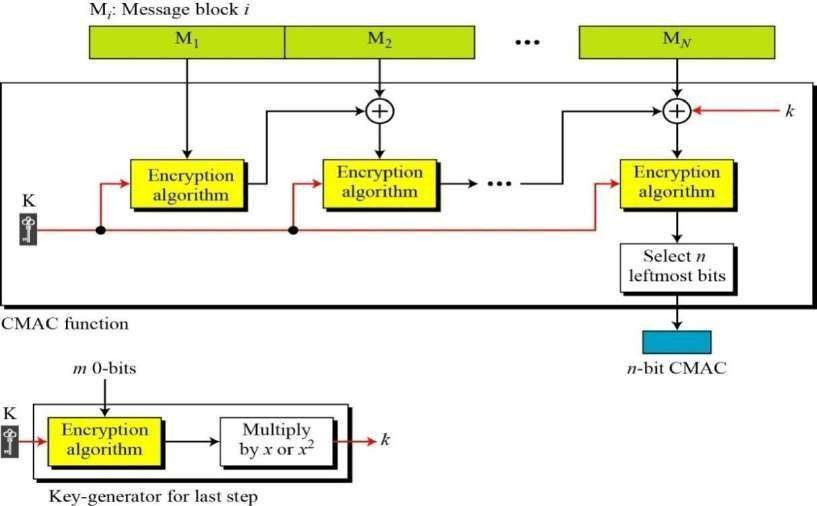 Mi: Message block i
M1
M2
•••
MN
k
Encryption
algorithm
Encryption
algorithm
•••
Encryption
algorithm
K
Select n
leftmost bits
CMAC function
n-bit CMAC
m 0-bits
K
Encryption
algorithm
Multiply
by x or x²
k
Key-generator for last step